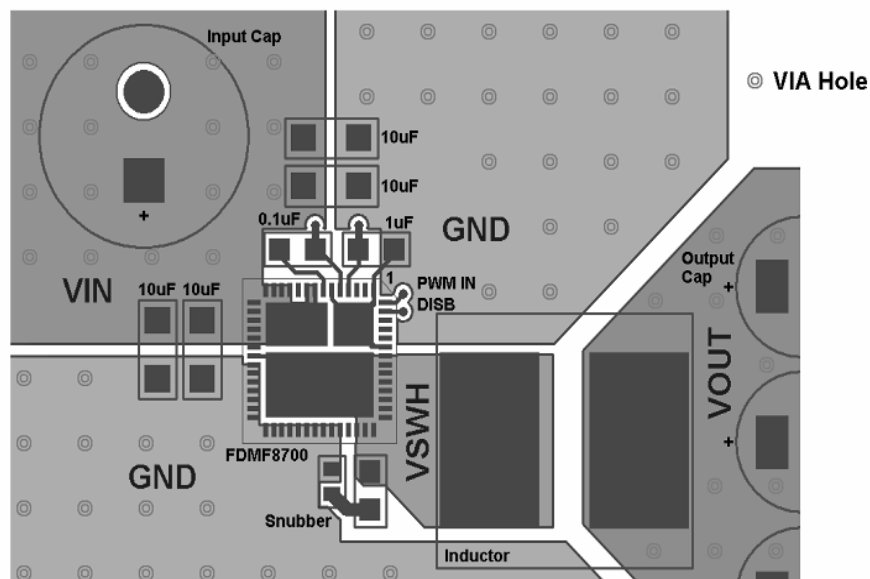 Input Cap
VIA Hole
10uF
10uF
0.1uF
1uF
GND
Output
Cap
+
+
VIN
10uF 10uF
1
PWM IN
DISB
VOUT
VSWH
+
FDMF8700
GND
Snubber
Inductor